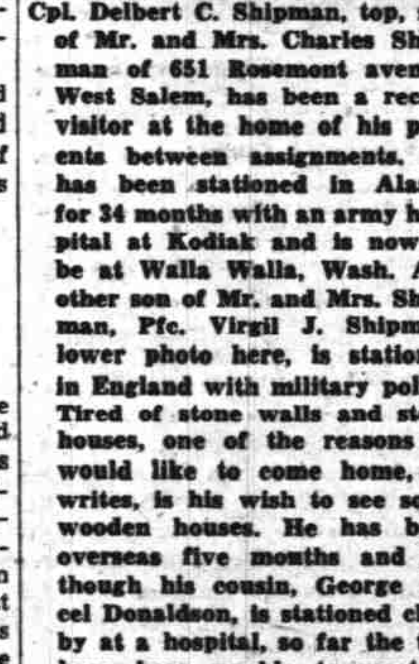 Cpl. Delbert C. Shipman, top,
of Mr. and Mrs. Charles Sh
man of 651 Rosemont aven
West Salem, has been a re
visitor at the home of his p
ents between assignments.
has been stationed in Ala
for 34 months with an army h
pital at Kodiak and is now
be at Walla Walla, Wash. A
other son of Mr. and Mrs. Sh
man, Pfc. Virgil J. Shipm
lower photo here, is station
in England with military pol
Tired of stone walls and s
houses, one of the reasons
would like to come home,
writes, is his wish to see s
wooden houses. He has b
overseas five months and
though his cousin, George
cel Donaldson, is stationed cl
by at a hospital, so far the